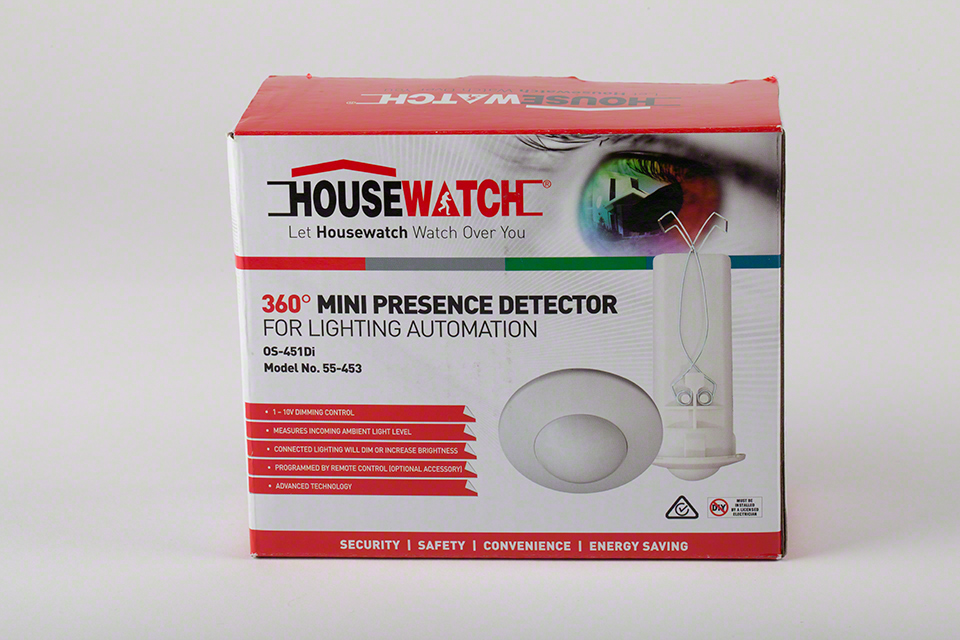 HOUSEWATCH®
Let Housewatch
HOUSEWATCH®
Let Housewatch Watch Over You
360° MINI PRESENCE DETECTOR
FOR LIGHTING AUTOMATION
OS-451Di
Model No. 55-453
• 1 – 10V DIMMING CONTROL
• MEASURES INCOMING AMBIENT LIGHT LEVEL
• CONNECTED LIGHTING WILL DIM OR INCREASE BRIGHTNESS
• PROGRAMMED BY REMOTE CONTROL (OPTIONAL ACCESSORY)
• ADVANCED TECHNOLOGY
DIY
MUST BE
INSTALLED
BY A LICENSED
ELECTRICIAN
SECURITY | SAFETY | CONVENIENCE | ENERGY SAVING